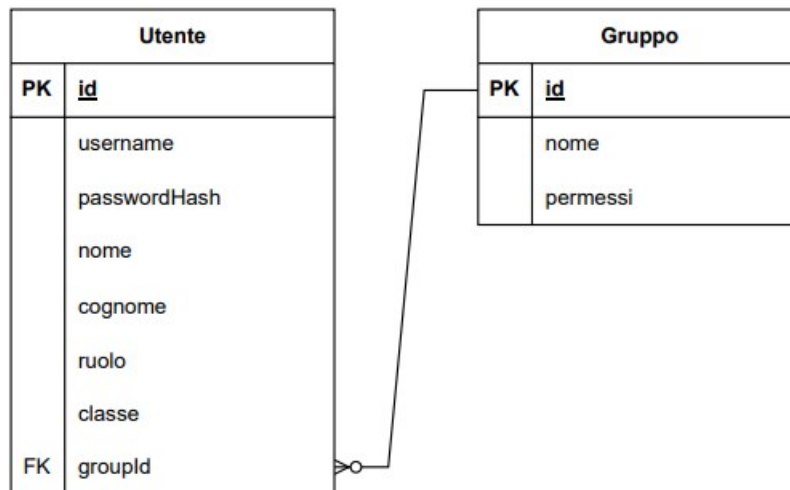 Utente
PK id
username
passwordHash
nome
cognome
ruolo
classe
FK groupId
Gruppo
PK id
nome
permessi